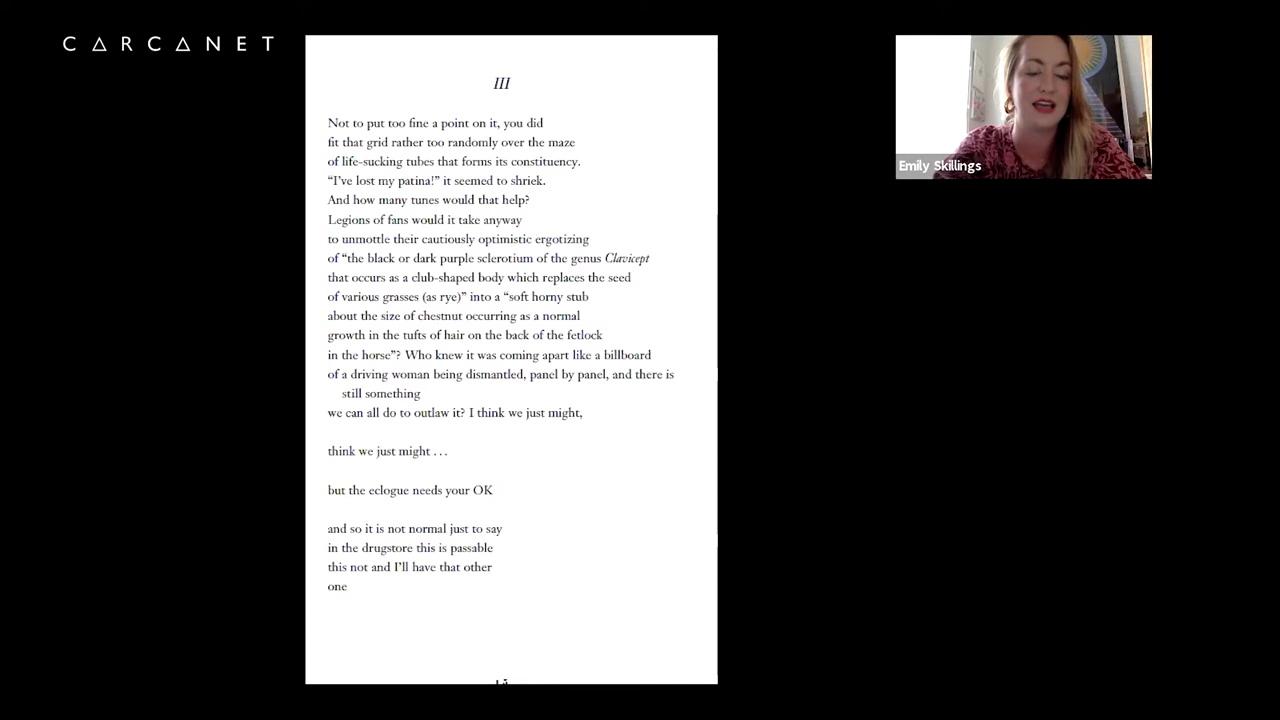 CARCANET
III
Not to put too fine a point on it, you did
fit that grid rather too randomly over the maze
of life-sucking tubes that forms its constituency.
“I’ve lost my patina!” it seemed to shriek.
And how many tunes would that help?
Legions of fans would it take anyway
to unmottle their cautiously optimistic ergotizing
of “the black or dark purple sclerotium of the genus Clavicept
that occurs as a club-shaped body which replaces the seed
of various grasses (as rye)” into a “soft horny stub
about the size of chestnut occurring as a normal
growth in the tufts of hair on the back of the fetlock
in the horse”? Who knew it was coming apart like a billboard
of a driving woman being dismantled, panel by panel, and there is
still something
we can all do to outlaw it? I think we just might,
think we just might . . .
but the eclogue needs your OK
and so it is not normal just to say
in the drugstore this is passable
this not and I’ll have that other
one
Emily Skillings